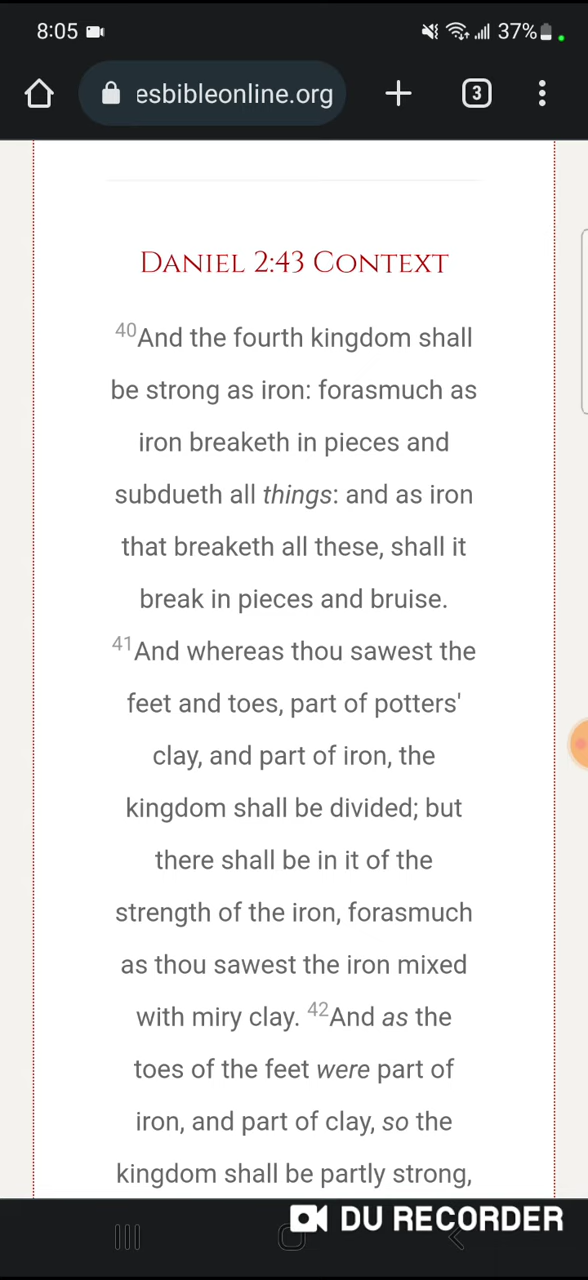 8:05 37%
esbibleonline.org 3
DANIEL 2:43 CONTEXT
40And the fourth kingdom shall
be strong as iron: forasmuch as
iron breaketh in pieces and
subdueth all things: and as iron
that breaketh all these, shall it
break in pieces and bruise.
41And whereas thou sawest the
feet and toes, part of potters'
clay, and part of iron, the
kingdom shall be divided; but
there shall be in it of the
strength of the iron, forasmuch
as thou sawest the iron mixed
with miry clay. 42And as the
toes of the feet were part of
iron, and part of clay, so the
kingdom shall be partly strong,
DU RECORDER